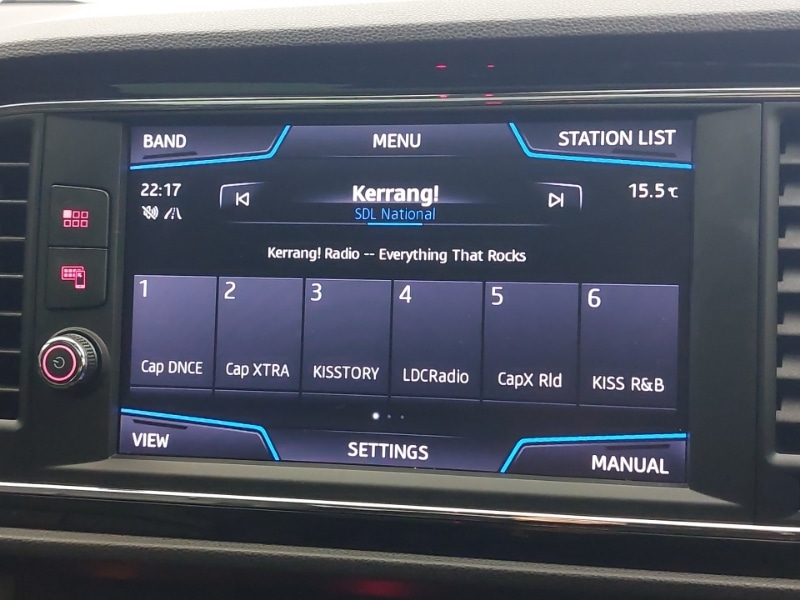 BAND MENU STATION LIST
22:17 Kerrang! 15.5℃
SDL National
Kerrang! Radio -- Everything That Rocks
1 2 3 4 5 6
Cap DNCE Cap XTRA KISSTORY LDCRadio CapX Rld KISS R&B
VIEW SETTINGS MANUAL